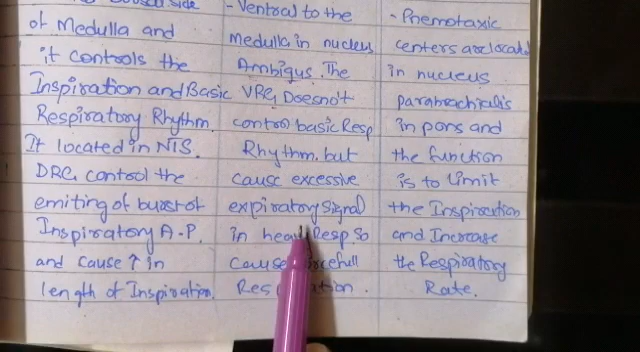 side
of Medulla and
it controls the
Inspiration and Basic
Respiratory Rhythm.
It located in NTS.
DRG control the
emiting of burst of
Inspiratory A.P.
and cause ↑ in
length of Inspiration.
- Ventral to the
medulla in nucleus
Ambigus. The
VRG, Doesn't
control basic Resp
Rhythm, but
cause excessive
expiratory signal
in Resp. So
cause
- Pnemotaxic
centers are located
in nucleus
parabrachialis
in pons and
the function
is to limit
the Inspiration
and Increase
the Respiratory
Rate.